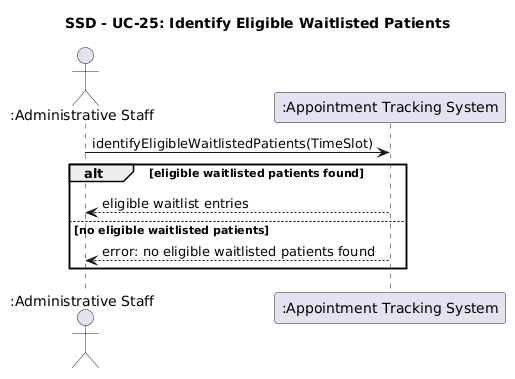 SSD - UC-25: Identify Eligible Waitlisted Patients
:Administrative Staff
:Appointment Tracking System
identifyEligibleWaitlistedPatients(TimeSlot)
alt [eligible waitlisted patients found]
eligible waitlist entries
[no eligible waitlisted patients]
error: no eligible waitlisted patients found
:Administrative Staff
:Appointment Tracking System